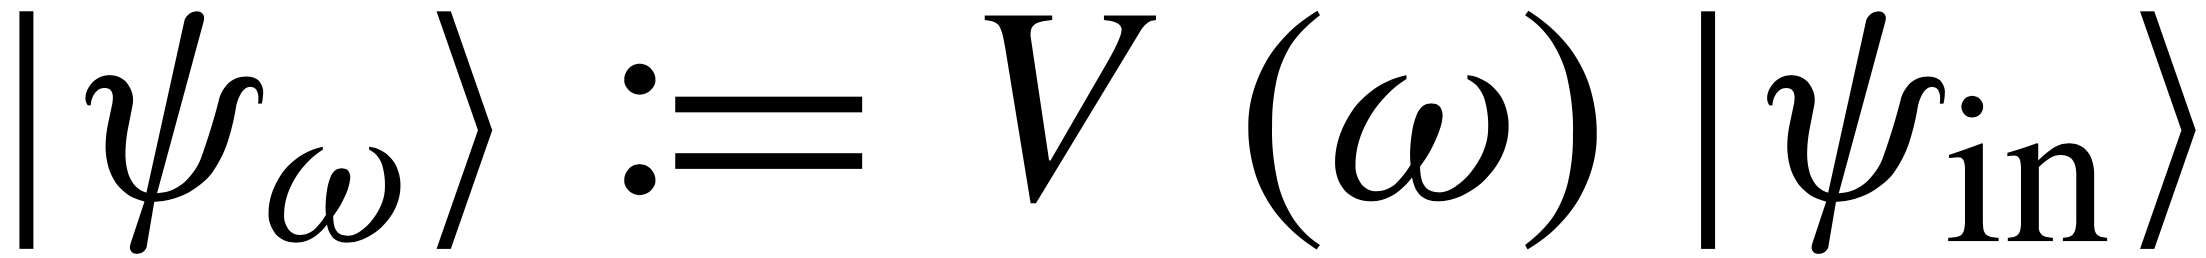 |ψ_ω⟩ := V (ω) |ψ_in⟩